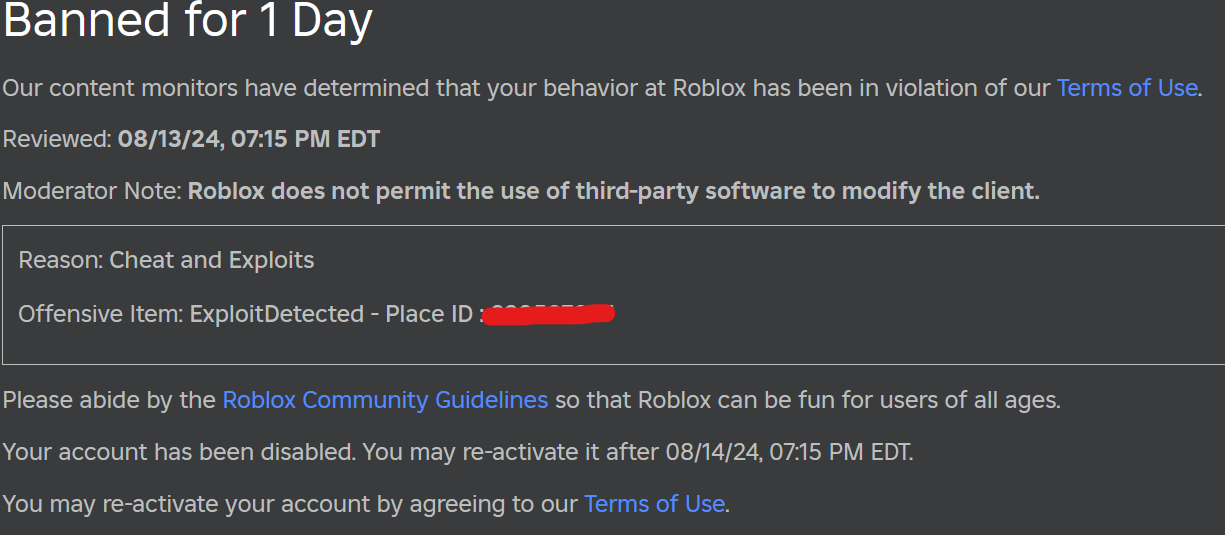 Banned for 1 Day
Our content monitors have determined that your behavior at Roblox has been in violation of our Terms of Use.
Reviewed: 08/13/24, 07:15 PM EDT
Moderator Note: Roblox does not permit the use of third-party software to modify the client.
Reason: Cheat and Exploits
Offensive Item: ExploitDetected - Place ID :
Please abide by the Roblox Community Guidelines so that Roblox can be fun for users of all ages.
Your account has been disabled. You may re-activate it after 08/14/24, 07:15 PM EDT.
You may re-activate your account by agreeing to our Terms of Use.